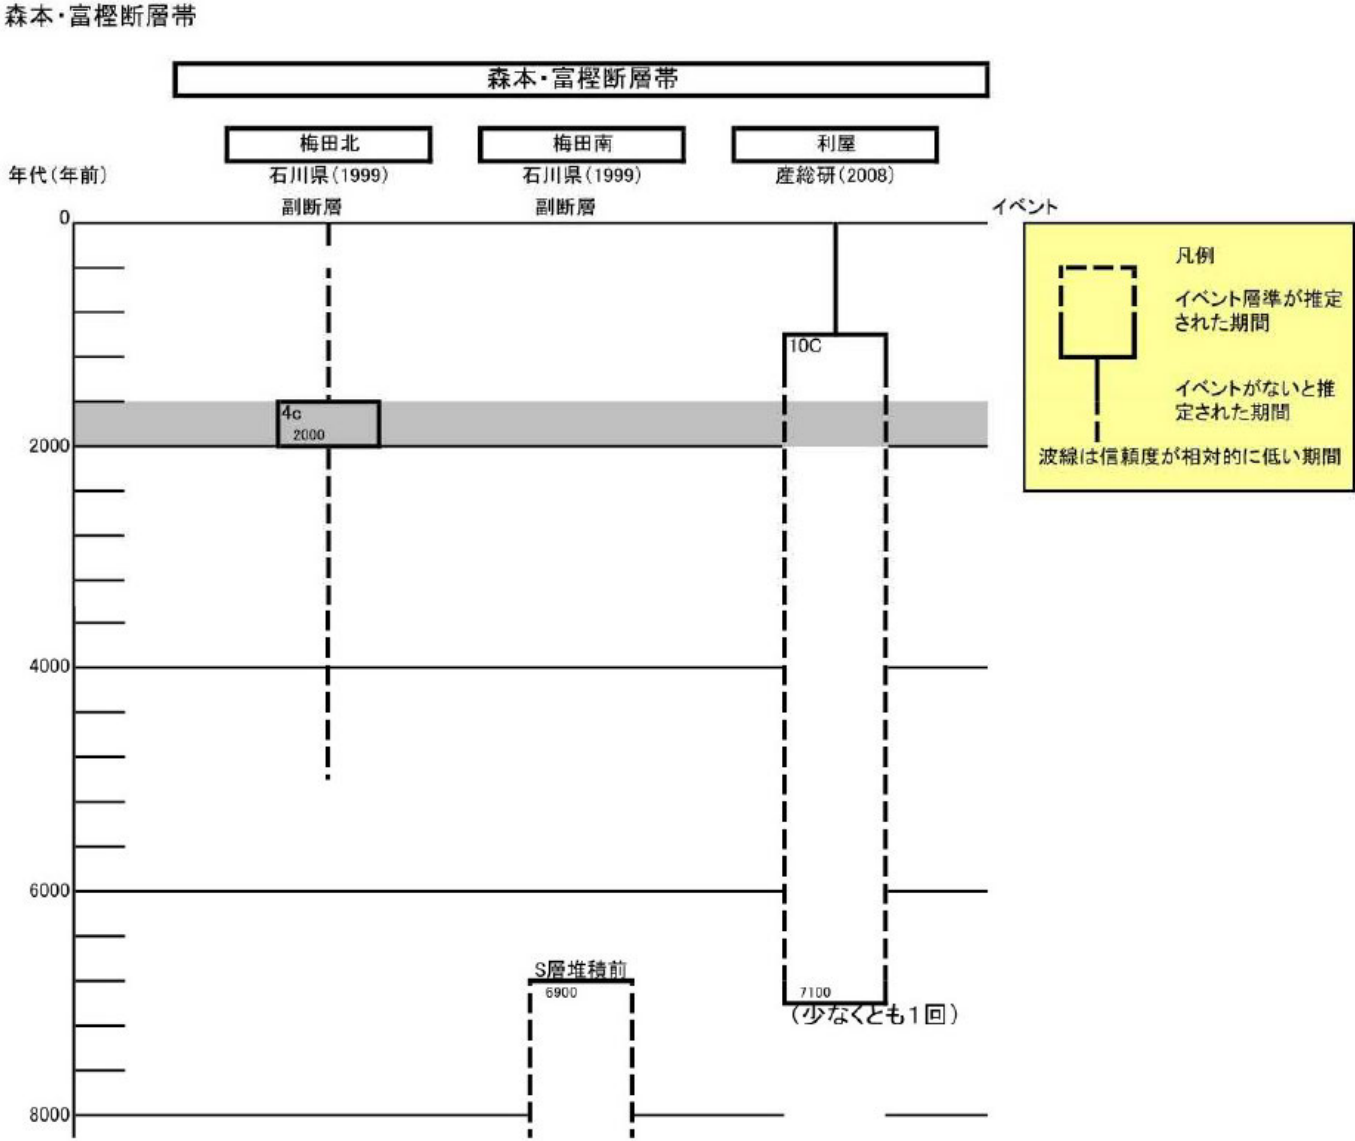 森本・富樫断層帯
森本・富樫断層帯
梅田北
梅田南
利屋
年代(年前)
石川県(1999)
石川県(1999)
産総研(2008)
副断層
副断層
イベント
0
2000
4000
6000
8000
4c
2000
10C
S層堆積前
6900
7100
(少なくとも1回)
凡例
イベント層準が推定
された期間
イベントがないと推
定された期間
波線は信頼度が相対的に低い期間